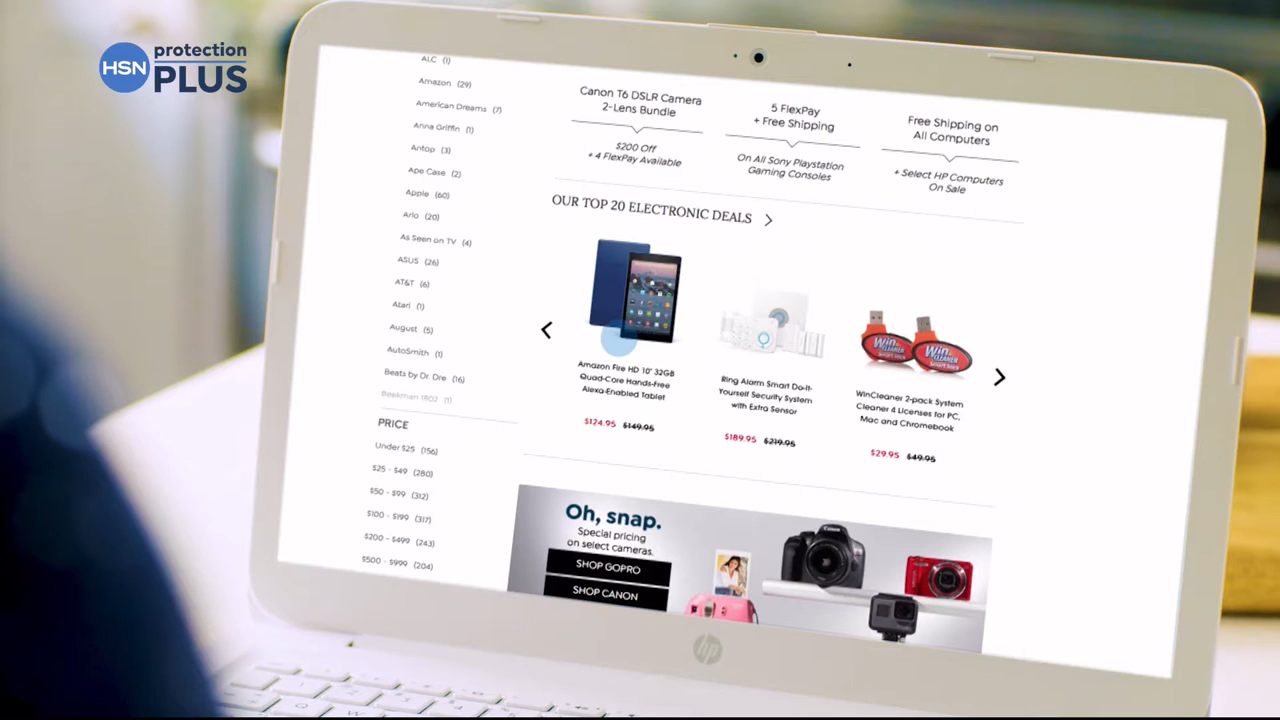 HSN
protection
PLUS
ALC (1)
Amazon (29)
American Dreams (7)
Anna Griffin (1)
Antop (3)
Ape Case (2)
Apple (60)
Arlo (20)
As Seen on TV (4)
ASUS (26)
AT&T (6)
Atari (1)
August (5)
AutoSmith (1)
Beats by Dr. Dre (16)
Beekman 1802 (1)
PRICE
Under $25 (156)
$25 - $49 (280)
$50 - $99 (312)
$100 - $199 (317)
$200 - $499 (243)
$500 - $999 (204)
Canon T6 DSLR Camera
2-Lens Bundle
$200 Off
+ 4 FlexPay Available
5 FlexPay
+ Free Shipping
On All Sony Playstation
Gaming Consoles
Free Shipping on
All Computers
+ Select HP Computers
On Sale
OUR TOP 20 ELECTRONIC DEALS
Amazon Fire HD 10' 32GB
Quad-Core Hands-Free
Alexa-Enabled Tablet
$124.95 $149.95
Ring Alarm Smart Do-It-
Yourself Security System
with Extra Sensor
$189.95 $219.95
Win
CLEANER
Win
CLEANER
WinCleaner 2-pack System
Cleaner 4 Licenses for PC,
Mac and Chromebook
$29.95 $49.95
Oh, snap.
Special pricing
on select cameras.
SHOP GOPRO
SHOP CANON
Canon
hp